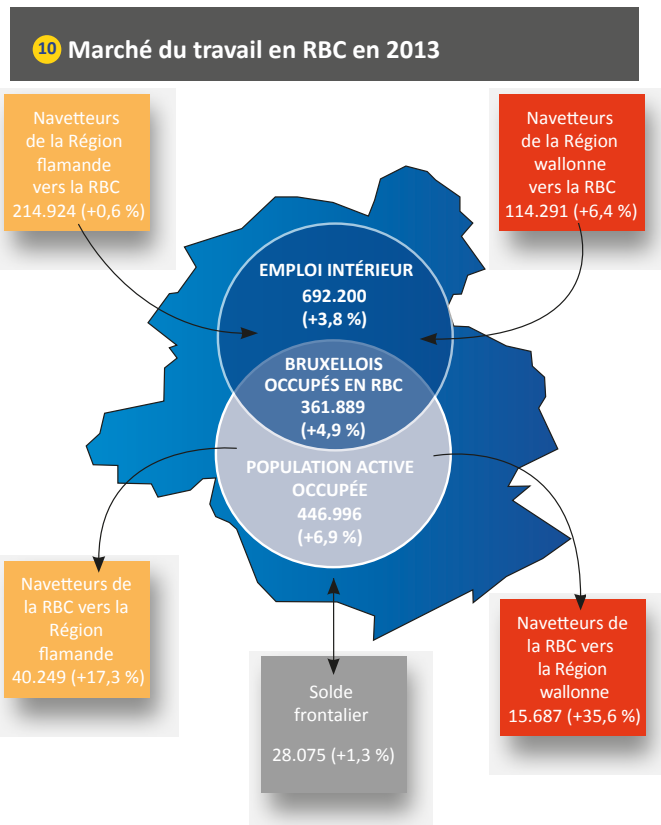 10 Marché du travail en RBC en 2013
Navetteurs
de la Région
flamande
vers la RBC
214.924 (+0,6 %)
Navetteurs
de la Région
wallonne
vers la RBC
114.291 (+6,4 %)
EMPLOI INTÉRIEUR
692.200
(+3,8 %)
BRUXELLOIS
OCCUPÉS EN RBC
361.889
(+4,9 %)
POPULATION ACTIVE
OCCUPÉE
446.996
(+6,9 %)
Navetteurs de
la RBC vers la
Région
flamande
40.249 (+17,3 %)
Solde
frontalier
28.075 (+1,3 %)
Navetteurs de
la RBC vers
la Région
wallonne
15.687 (+35,6 %)